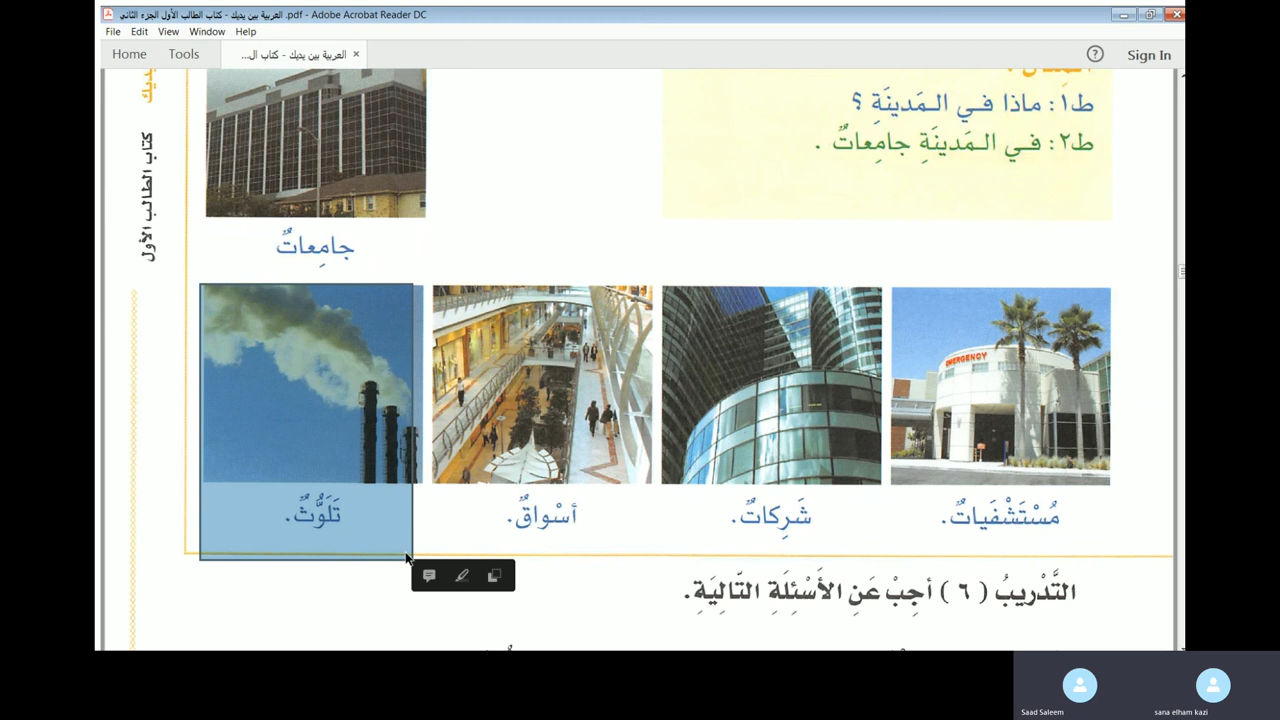 العربية بين يديك - كتاب الطالب الأول الجزء الثاني .pdf - Adobe Acrobat Reader DC
File Edit View Window Help
Home Tools العربية بين يديك - كتاب ال... × ? Sign In
يديك
كتاب الطالب الأول
ط١: ماذا في الـمَدينَةِ ؟
ط٢: في الـمَدينَةِ جامِعاتٌ .
جامِعاتٌ
EMERGENCY
مُسْتَشْفَياتٌ.
شَرِكاتٌ.
أسْواقٌ.
تَلَوُّثٌ.
التَّدْريبُ ( ٦ ) أجِبْ عَنِ الأَسْئِلَةِ التّالِيَةِ .
Saad Saleem
sana elham kazi